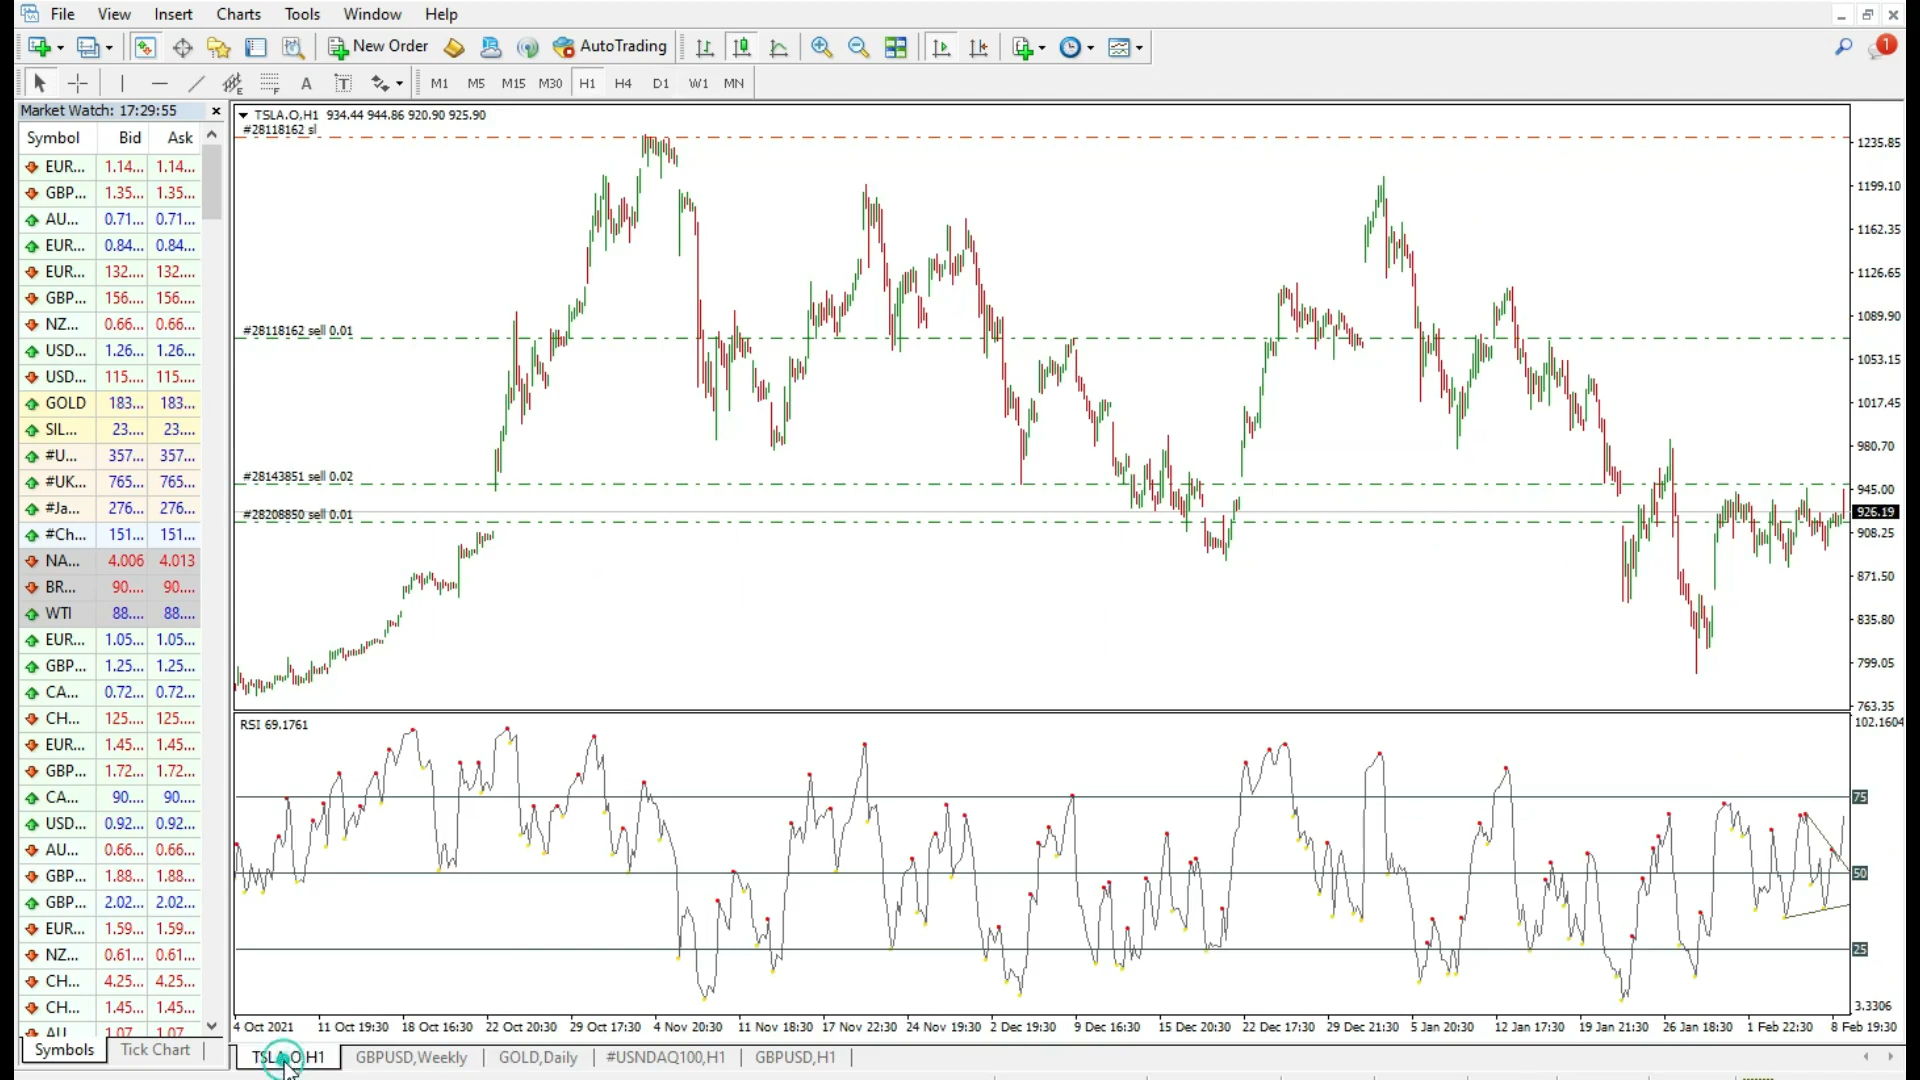 File View Insert Charts Tools Window Help
New Order AutoTrading
A T M1 M5 M15 M30 H1 H4 D1 W1 MN
1
Market Watch: 17:29:55
Symbol Bid Ask
EUR... 1.14... 1.14...
GBP... 1.35... 1.35...
AU... 0.71... 0.71...
EUR... 0.84... 0.84...
EUR... 132.... 132....
GBP... 156.... 156....
NZ... 0.66... 0.66...
USD... 1.26... 1.26...
USD... 115.... 115....
GOLD 183... 183...
SIL... 23.... 23....
#U... 357... 357...
#UK... 765... 765...
#Ja... 276... 276...
#Ch... 151... 151...
NA... 4.006 4.013
BR... 90.... 90....
WTI 88.... 88....
EUR... 1.05... 1.05...
GBP... 1.25... 1.25...
CA... 0.72... 0.72...
CH... 125.... 125....
EUR... 1.45... 1.45...
GBP... 1.72... 1.72...
CA... 90.... 90....
USD... 0.92... 0.92...
AU... 0.66... 0.66...
GBP... 1.88... 1.88...
GBP... 2.02... 2.02...
EUR... 1.59... 1.59...
NZ... 0.61... 0.61...
CH... 4.25... 4.25...
CH... 1.45... 1.45...
AU... 1.07... 1.07...
Symbols Tick Chart
TSLA.O,H1 934.44 944.86 920.90 925.90
#28118162 sl
#28118162 sell 0.01
#28143851 sell 0.02
#28208850 sell 0.01
1235.85
1199.10
1162.35
1126.65
1089.90
1053.15
1017.45
980.70
945.00
926.19
908.25
871.50
835.80
799.05
763.35
RSI 69.1761
102.1604
75
50
25
3.3306
4 Oct 2021 11 Oct 19:30 18 Oct 16:30 22 Oct 20:30 29 Oct 17:30 4 Nov 20:30 11 Nov 18:30 17 Nov 22:30 24 Nov 19:30 2 Dec 19:30 9 Dec 16:30 15 Dec 20:30 22 Dec 17:30 29 Dec 21:30 5 Jan 20:30 12 Jan 17:30 19 Jan 21:30 26 Jan 18:30 1 Feb 22:30 8 Feb 19:30
TSLA.O,H1 GBPUSD,Weekly GOLD,Daily #USNDAQ100,H1 GBPUSD,H1